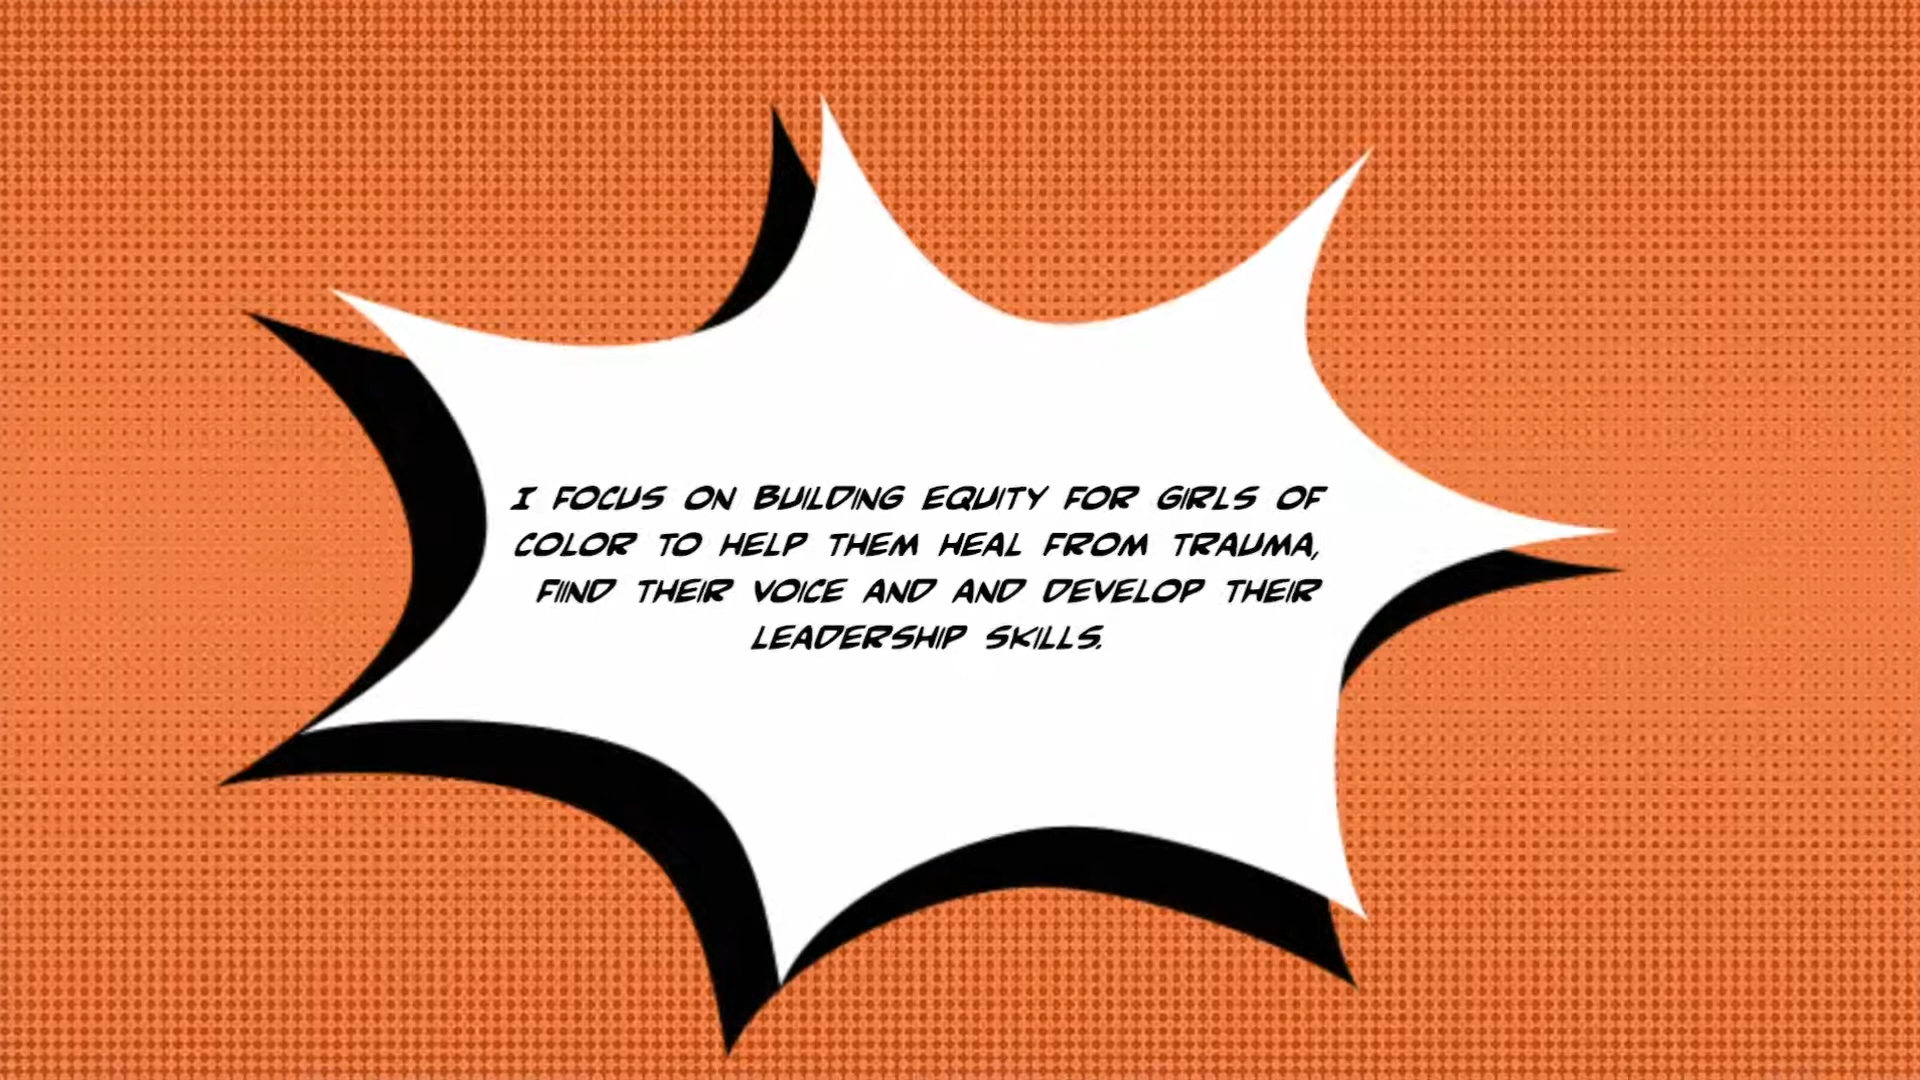 I FOCUS ON BUILDING EQUITY FOR GIRLS OF
COLOR TO HELP THEM HEAL FROM TRAUMA,
FIIND THEIR VOICE AND AND DEVELOP THEIR
LEADERSHIP SKILLS.